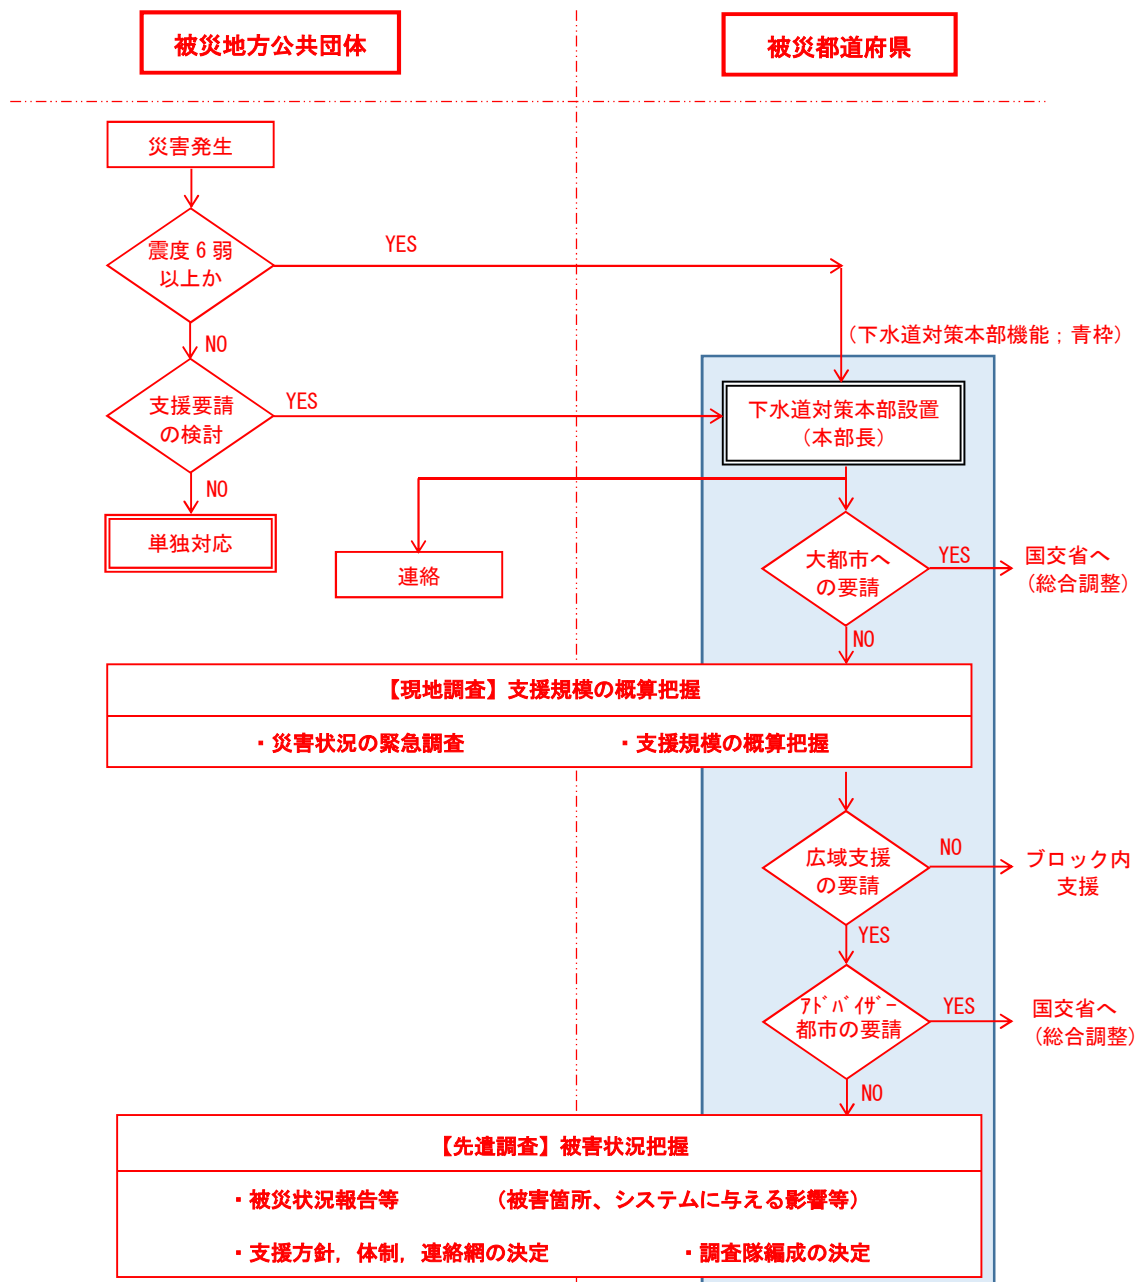 被災地方公共団体
被災都道府県
災害発生
震度6弱
以上か
YES
NO
(下水道対策本部機能；青枠)
支援要請
の検討
YES
NO
下水道対策本部設置
(本部長)
単独対応
連絡
大都市へ
の要請
YES
国交省へ
(総合調整)
NO
【現地調査】支援規模の概算把握
・災害状況の緊急調査
・支援規模の概算把握
広域支援
の要請
NO
ブロック内
支援
YES
ｱﾄﾞﾊﾞｲｻﾞｰ
都市の要請
YES
国交省へ
(総合調整)
NO
【先遣調査】被害状況把握
・被災状況報告等 （被害箇所、システムに与える影響等）
・支援方針，体制，連絡網の決定 ・調査隊編成の決定